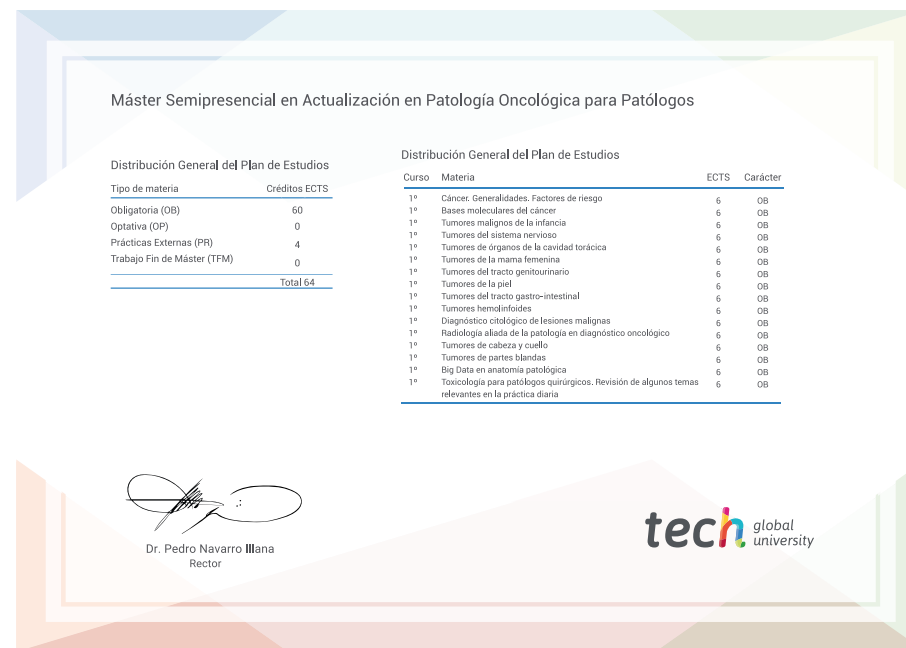 Máster Semipresencial en Actualización en Patología Oncológica para Patólogos
Distribución General del Plan de Estudios
Tipo de materia Créditos ECTS
Obligatoria (OB) 60
Optativa (OP) 0
Prácticas Externas (PR) 4
Trabajo Fin de Máster (TFM) 0
Total 64
Distribución General del Plan de Estudios
Curso Materia ECTS Carácter
1º Cáncer. Generalidades. Factores de riesgo 6 OB
1º Bases moleculares del cáncer 6 OB
1º Tumores malignos de la infancia 6 OB
1º Tumores del sistema nervioso 6 OB
1º Tumores de órganos de la cavidad torácica 6 OB
1º Tumores de la mama femenina 6 OB
1º Tumores del tracto genitourinario 6 OB
1º Tumores de la piel 6 OB
1º Tumores del tracto gastro-intestinal 6 OB
1º Tumores hemolinfoides 6 OB
1º Diagnóstico citológico de lesiones malignas 6 OB
1º Radiología aliada de la patología en diagnóstico oncológico 6 OB
1º Tumores de cabeza y cuello 6 OB
1º Tumores de partes blandas 6 OB
1º Big Data en anatomía patológica 6 OB
1º Toxicología para patólogos quirúrgicos. Revisión de algunos temas 6 OB
relevantes en la práctica diaria
Dr. Pedro Navarro Illana
Rector
tech global
university